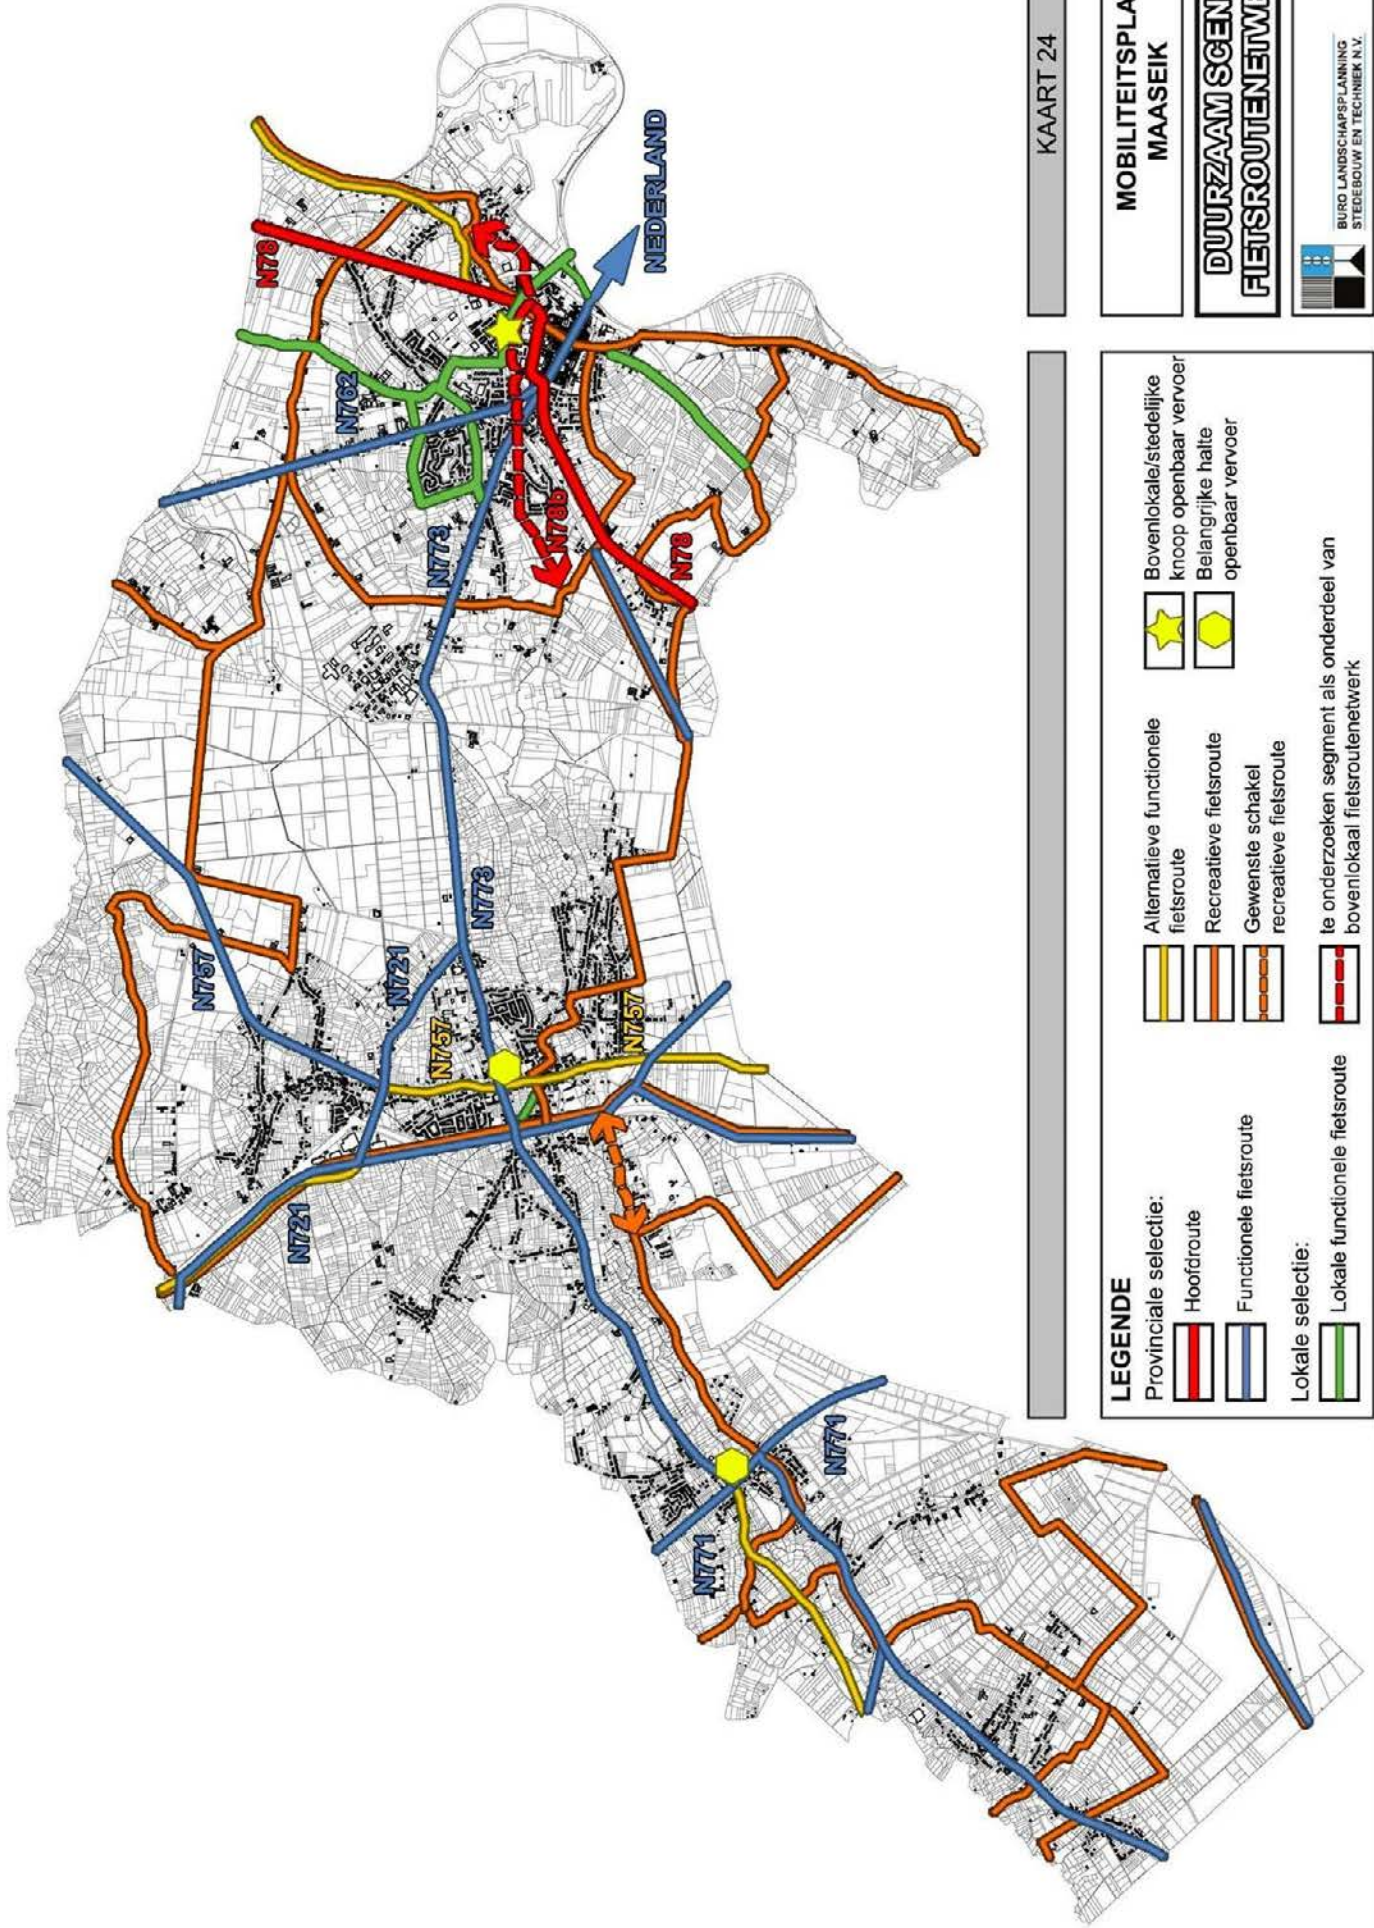 N78
NEDERLAND
N762
N773
N78b
N78
N757
N721
N773
N757
N757
N721
N771
N771
KAART 24
MOBILITEITSPLA
MAASEIK
DUURZAAM SCEN
FIETSROUTENETWE
BURO LANDSCHAPSPLANNING
STEDEBOUW EN TECHNIEK N.V.
LEGENDE
Provinciale selectie:
Hoofdroute
Functionele fietsroute
Lokale selectie:
Lokale functionele fietsroute
Alternatieve functionele
fietsroute
Recreatieve fietsroute
Gewenste schakel
recreatieve fietsroute
te onderzoeken segment als onderdeel van
bovenlokaal fietsroutenetwerk
Bovenlokale/stedelijke
knoop openbaar vervoer
Belangrijke halte
openbaar vervoer